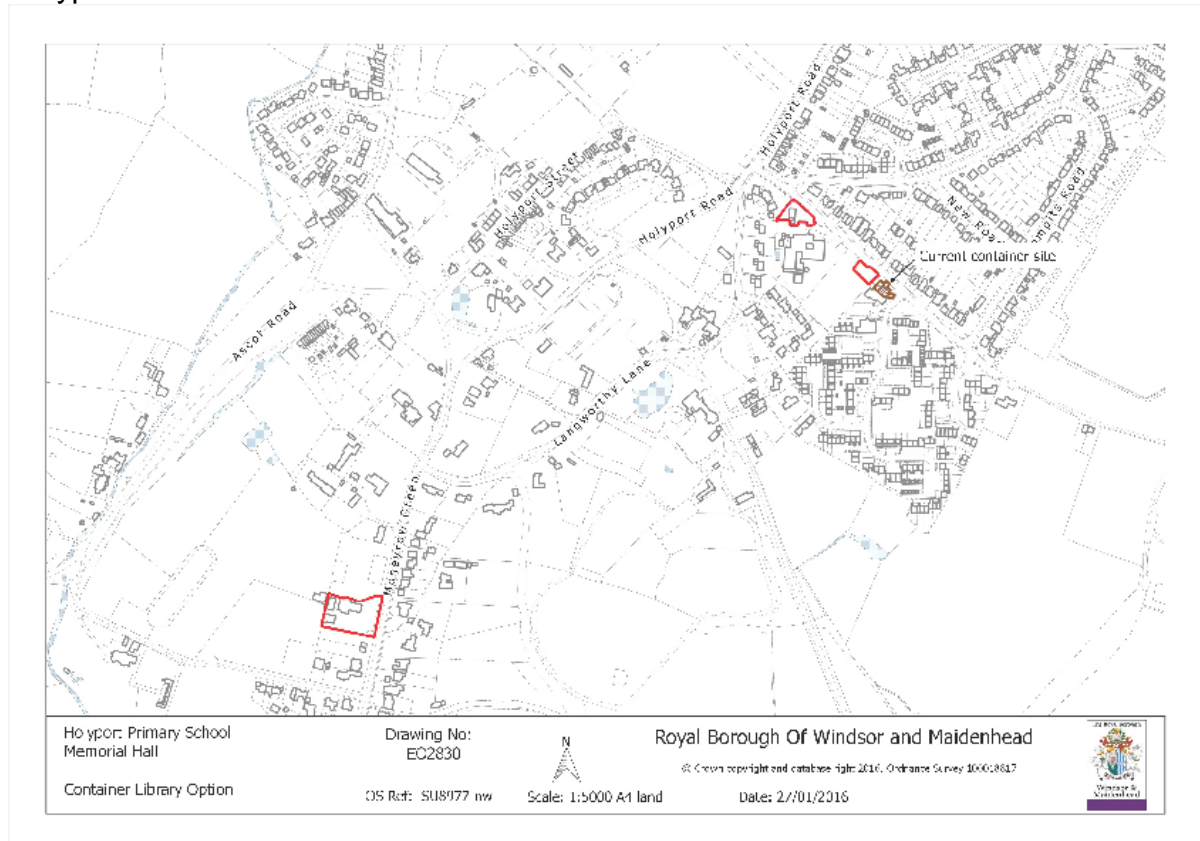 Holyport Road
Holyport Street
Holyport Road
New Road
Current container site
Ascot Road
Langworthy Lane
Moneyrow Green
Holyport Primary School
Memorial Hall
Container Library Option
Drawing No:
EC2830
OS Ref: SU8977 nw
N
Scale: 1:5000 A4 land
Royal Borough Of Windsor and Maidenhead
© Crown copyright and database right 2016. Ordnance Survey 100018817
Date: 27/01/2016
Windsor &
Maidenhead